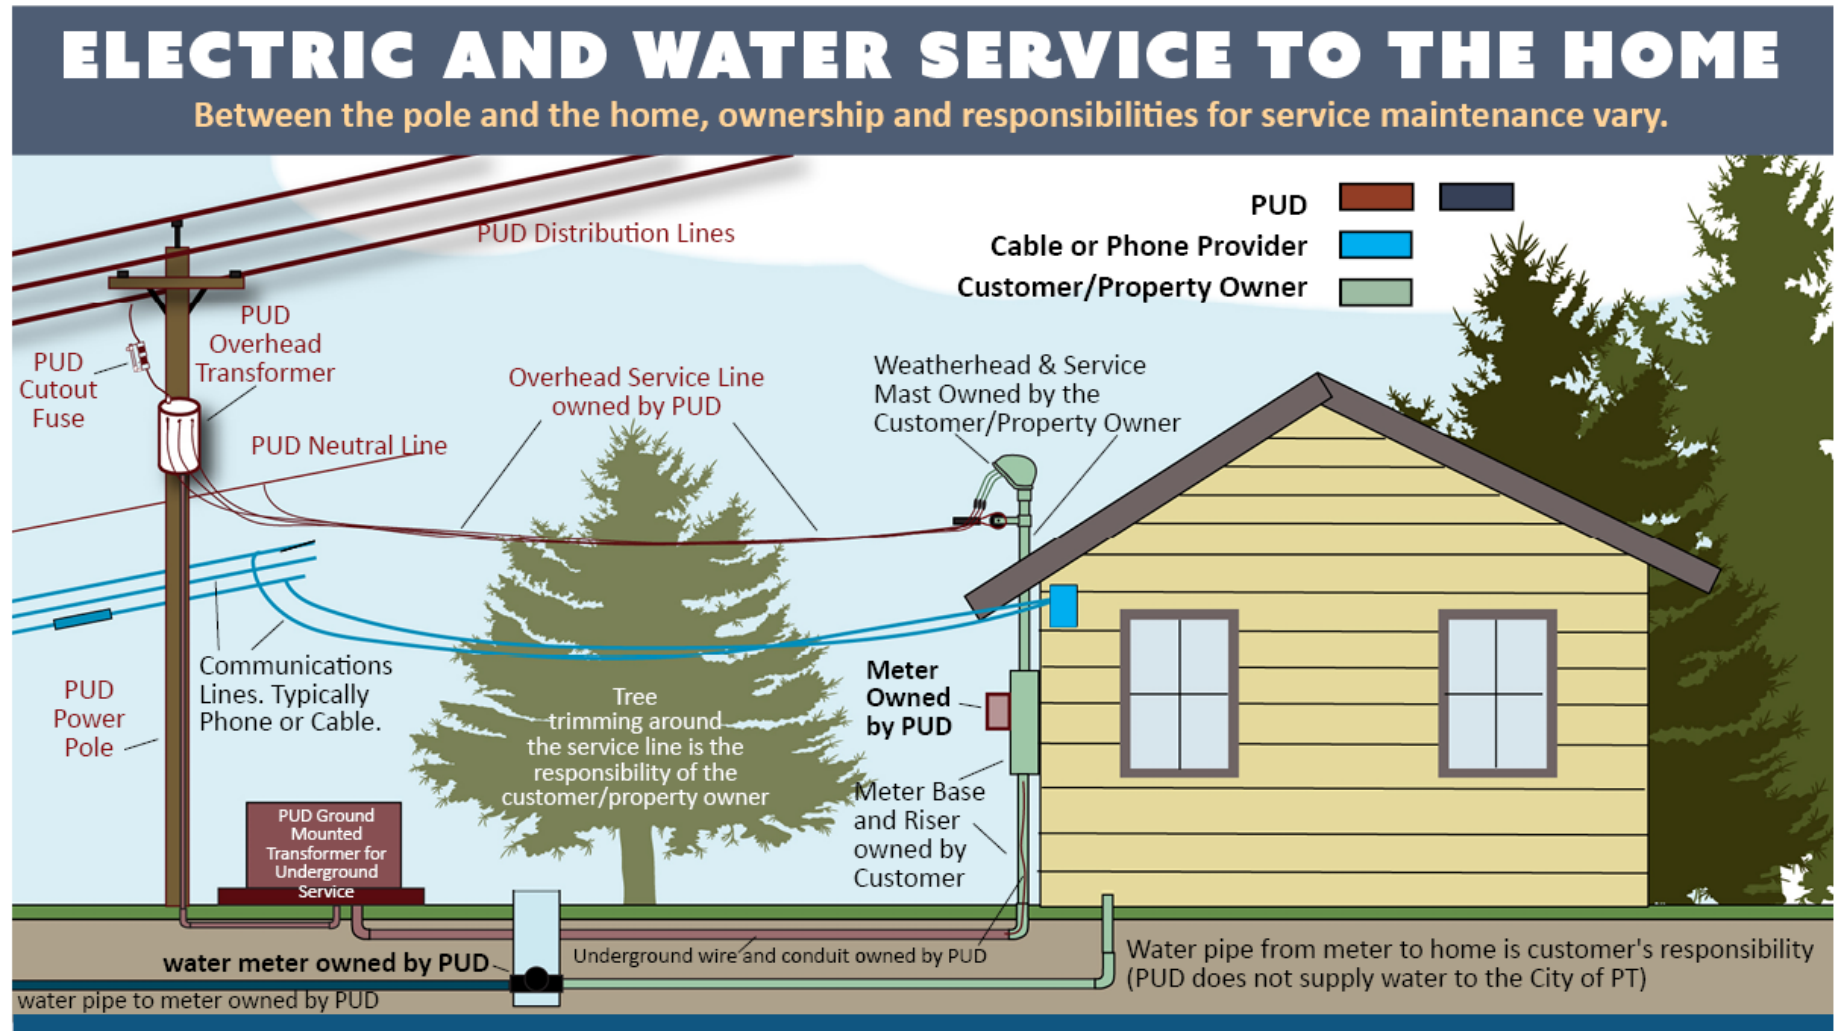 ELECTRIC AND WATER SERVICE TO THE HOME
Between the pole and the home, ownership and responsibilities for service maintenance vary.
PUD
Cable or Phone Provider
Customer/Property Owner
PUD Distribution Lines
PUD
Overhead
Transformer
PUD
Cutout
Fuse
Overhead Service Line
owned by PUD
Weatherhead & Service
Mast Owned by the
Customer/Property Owner
PUD Neutral Line
Communications
Lines. Typically
Phone or Cable.
PUD
Power
Pole
Tree
trimming around
the service line is the
responsibility of the
customer/property owner
Meter
Owned
by PUD
Meter Base
and Riser
owned by
Customer
PUD Ground
Mounted
Transformer for
Underground
Service
Underground wire and conduit owned by PUD
water meter owned by PUD
water pipe to meter owned by PUD
Water pipe from meter to home is customer's responsibility
(PUD does not supply water to the City of PT)